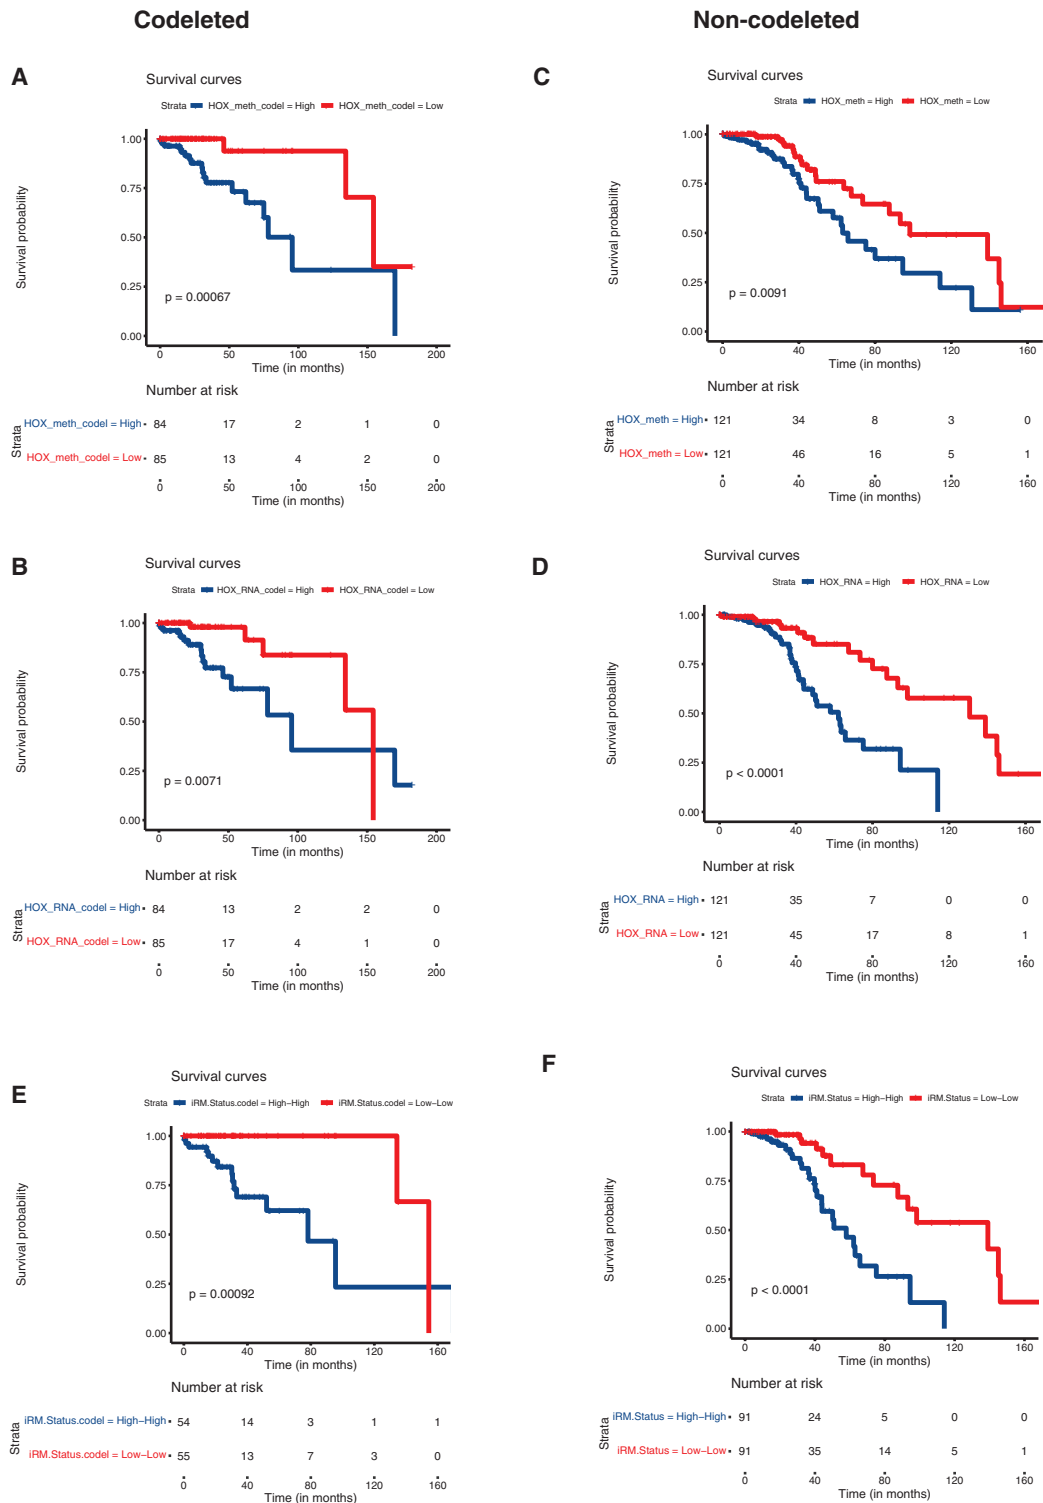 Codeleted
Non-codeleted
A
Survival curves
Strata HOX_meth_codel = High HOX_meth_codel = Low
Survival probability
1.00
0.75
0.50
0.25
0.00
p = 0.00067
0 50 100 150 200
Time (in months)
Number at risk
Strata
HOX_meth_codel = High 84 17 2 1 0
HOX_meth_codel = Low 85 13 4 2 0
0 50 100 150 200
Time (in months)
C
Survival curves
Strata HOX_meth = High HOX_meth = Low
Survival probability
1.00
0.75
0.50
0.25
0.00
p = 0.0091
0 40 80 120 160
Time (in months)
Number at risk
Strata
HOX_meth = High 121 34 8 3 0
HOX_meth = Low 121 46 16 5 1
0 40 80 120 160
Time (in months)
B
Survival curves
Strata HOX_RNA_codel = High HOX_RNA_codel = Low
Survival probability
1.00
0.75
0.50
0.25
0.00
p = 0.0071
0 50 100 150 200
Time (in months)
Number at risk
Strata
HOX_RNA_codel = High 84 13 2 2 0
HOX_RNA_codel = Low 85 17 4 1 0
0 50 100 150 200
Time (in months)
D
Survival curves
Strata HOX_RNA = High HOX_RNA = Low
Survival probability
1.00
0.75
0.50
0.25
0.00
p < 0.0001
0 40 80 120 160
Time (in months)
Number at risk
Strata
HOX_RNA = High 121 35 7 0 0
HOX_RNA = Low 121 45 17 8 1
0 40 80 120 160
Time (in months)
E
Survival curves
Strata iRM.Status.codel = High−High iRM.Status.codel = Low−Low
Survival probability
1.00
0.75
0.50
0.25
0.00
p = 0.00092
0 40 80 120 160
Time (in months)
Number at risk
Strata
iRM.Status.codel = High−High 54 14 3 1 1
iRM.Status.codel = Low−Low 55 13 7 3 0
0 40 80 120 160
Time (in months)
F
Survival curves
Strata iRM.Status = High−High iRM.Status = Low−Low
Survival probability
1.00
0.75
0.50
0.25
0.00
p < 0.0001
0 40 80 120 160
Time (in months)
Number at risk
Strata
iRM.Status = High−High 91 24 5 0 0
iRM.Status = Low−Low 91 35 14 5 1
0 40 80 120 160
Time (in months)